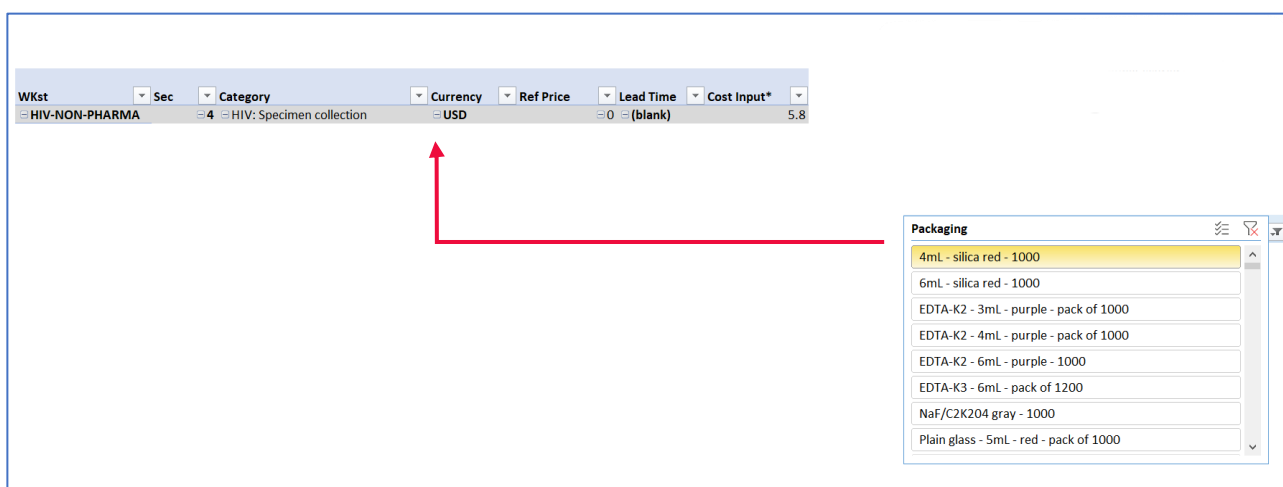 WKst Sec Category Currency Ref Price Lead Time Cost Input*
HIV-NON-PHARMA 4 HIV: Specimen collection USD 0 (blank) 5.8
Packaging
4mL - silica red - 1000
6mL - silica red - 1000
EDTA-K2 - 3mL - purple - pack of 1000
EDTA-K2 - 4mL - purple - pack of 1000
EDTA-K2 - 6mL - purple - 1000
EDTA-K3 - 6mL - pack of 1200
NaF/C2K204 gray - 1000
Plain glass - 5mL - red - pack of 1000